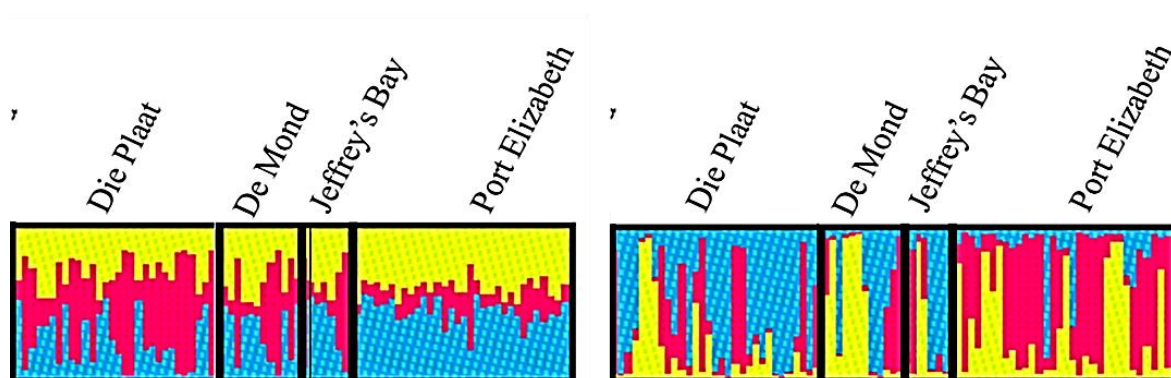 Die Plaat
De Mond
Jeffrey's Bay
Port Elizabeth
Die Plaat
De Mond
Jeffrey's Bay
Port Elizabeth